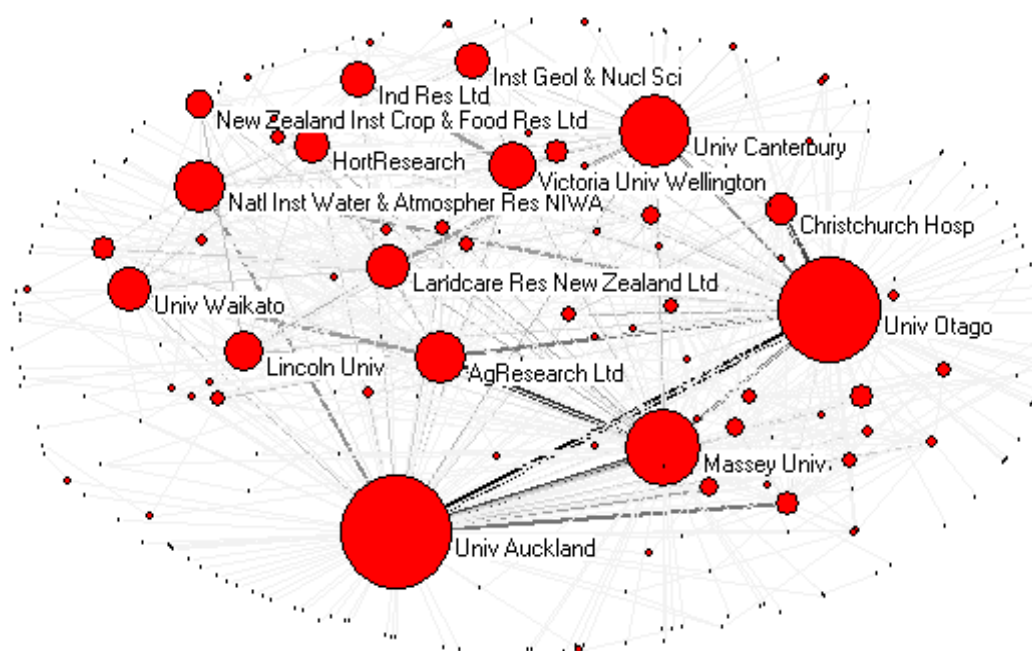 Inst Geol & Nucl Sci
Ind Res Ltd
New Zealand Inst Crop & Food Res Ltd
Univ Canterbury
HortResearch
Victoria Univ Wellington
Natl Inst Water & Atmospher Res NIWA
Christchurch Hosp
Landcare Res New Zealand Ltd
Univ Waikato
Univ Otago
Lincoln Univ
AgResearch Ltd
Massey Univ
Univ Auckland